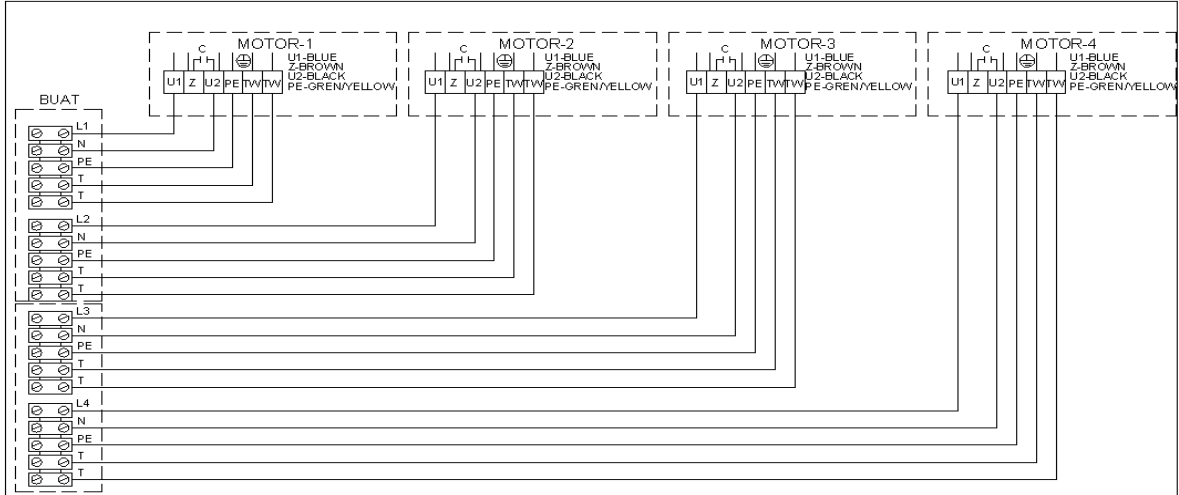 MOTOR-1 MOTOR-2 MOTOR-3 MOTOR-4
C U1-BLUE C U1-BLUE C U1-BLUE C U1-BLUE
Z-BROWN Z-BROWN Z-BROWN Z-BROWN
U2-BLACK U2-BLACK U2-BLACK U2-BLACK
U1 Z U2 PE TW TW PE-GREN/YELLOW U1 Z U2 PE TW TW PE-GREN/YELLOW U1 Z U2 PE TW TW PE-GREN/YELLOW U1 Z U2 PE TW TW PE-GREN/YELLOW
BUAT
L1
N
PE
T
T
L2
N
PE
T
T
L3
N
PE
T
T
L4
N
PE
T
T